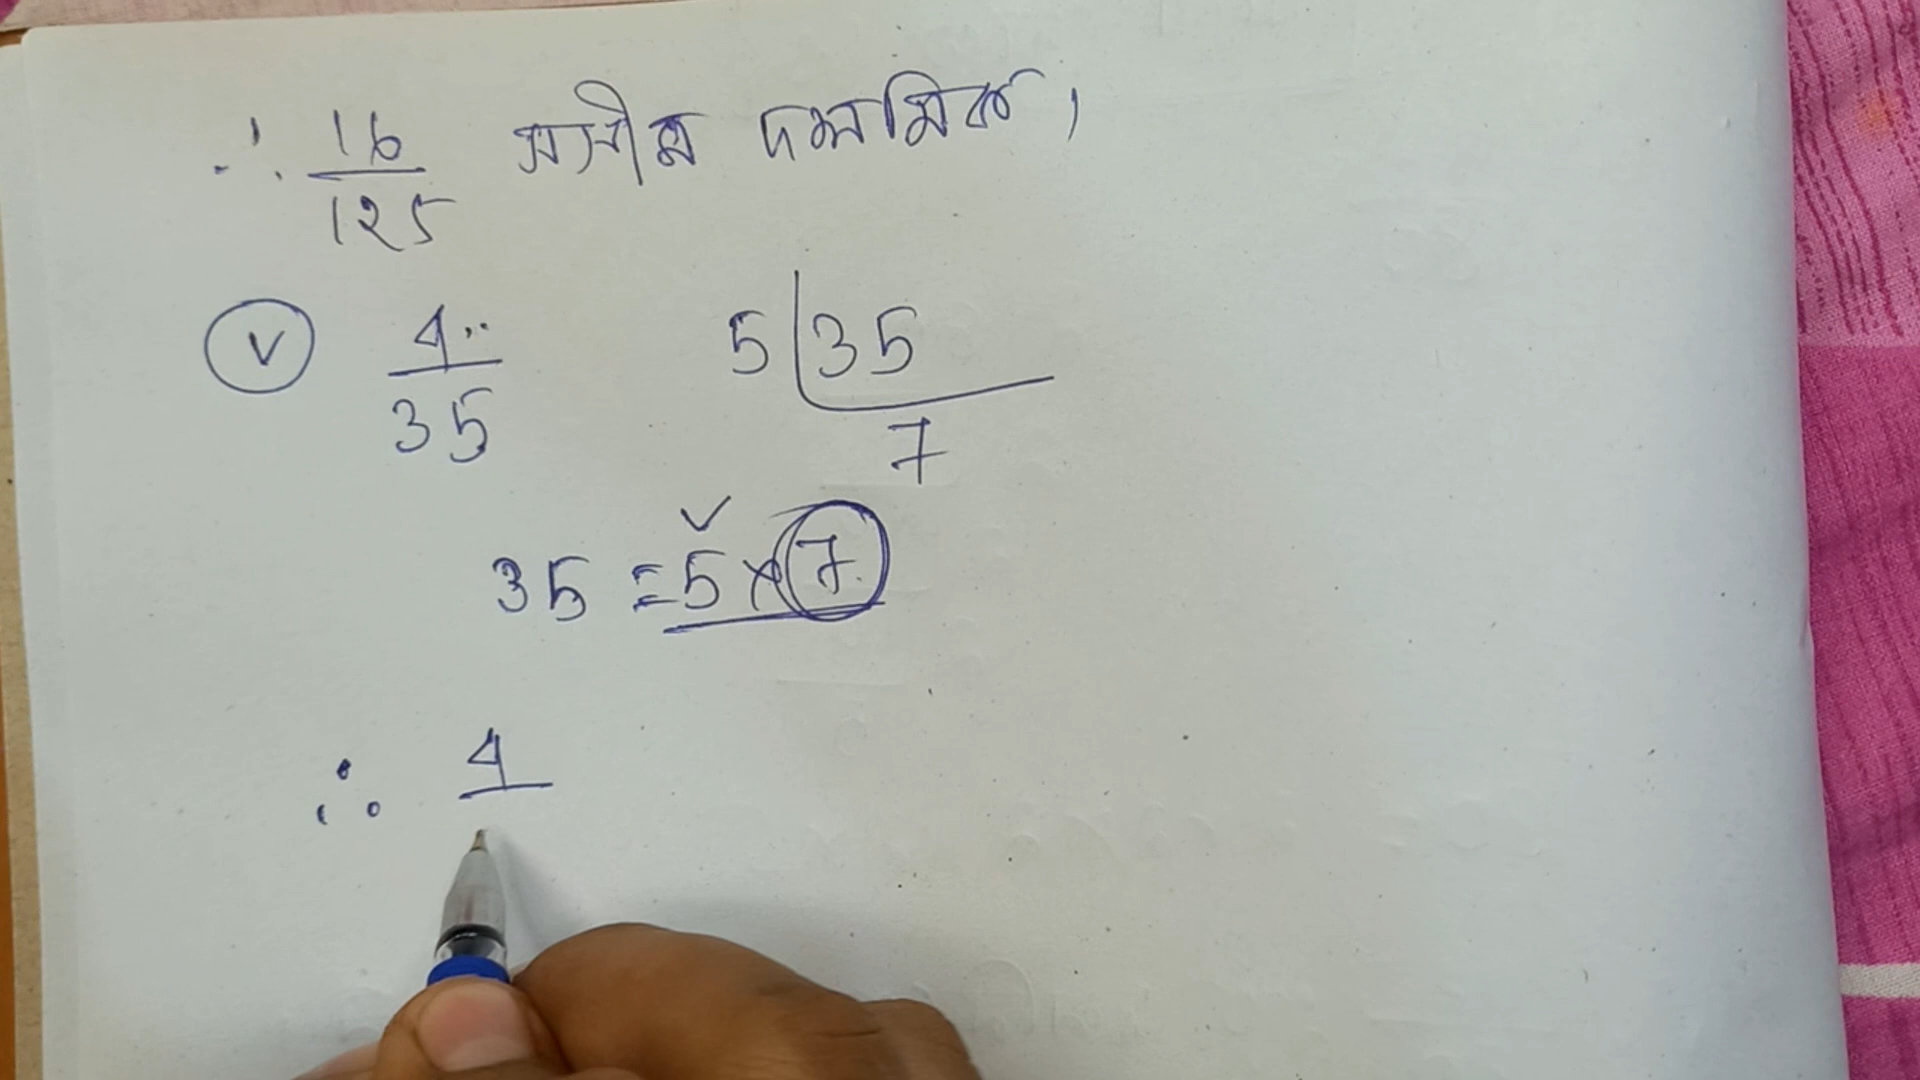 ∴ 16/125 সসীম দশমিক।
(v) 4/35 5|35
7
35 = 5 × 7
∴ 4